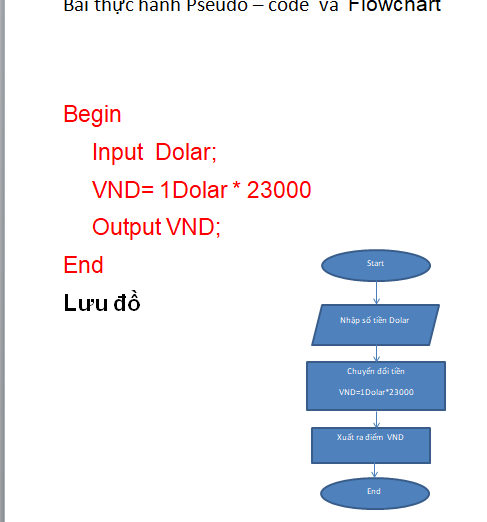 Bài thực hành Pseudo – code và Flowchart
Begin
Input Dolar;
VND= 1Dolar * 23000
Output VND;
End
Lưu đồ
Start
Nhập số tiền Dolar
Chuyển đổi tiền
VND=1Dolar*23000
Xuất ra điểm VND
End